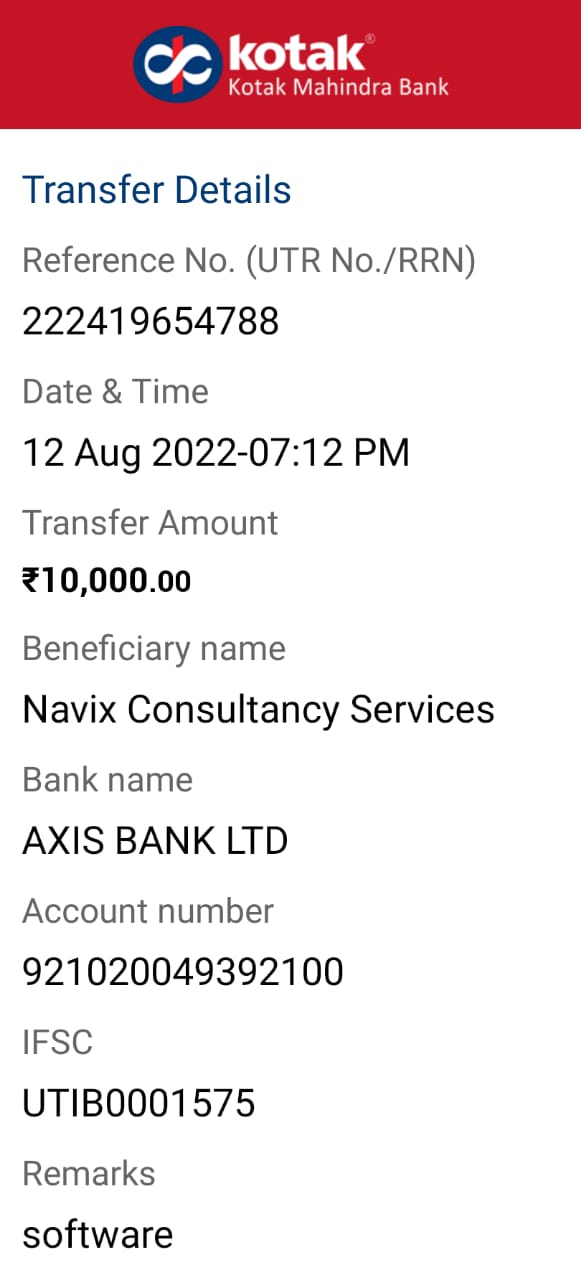 kotak®
Kotak Mahindra Bank
Transfer Details
Reference No. (UTR No./RRN)
222419654788
Date & Time
12 Aug 2022-07:12 PM
Transfer Amount
₹10,000.00
Beneficiary name
Navix Consultancy Services
Bank name
AXIS BANK LTD
Account number
921020049392100
IFSC
UTIB0001575
Remarks
software